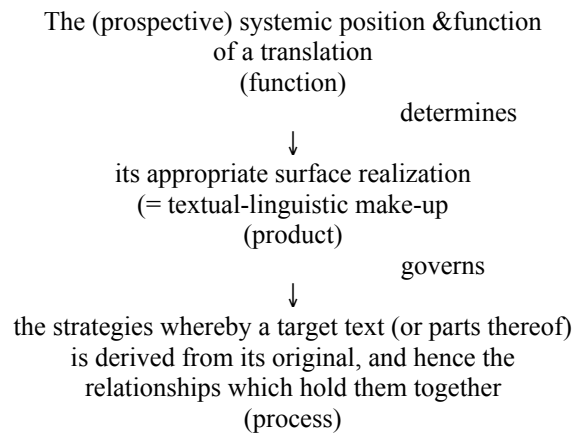 The (prospective) systemic position &function
of a translation
(function)
determines
↓
its appropriate surface realization
(= textual-linguistic make-up
(product)
governs
↓
the strategies whereby a target text (or parts thereof)
is derived from its original, and hence the
relationships which hold them together
(process)